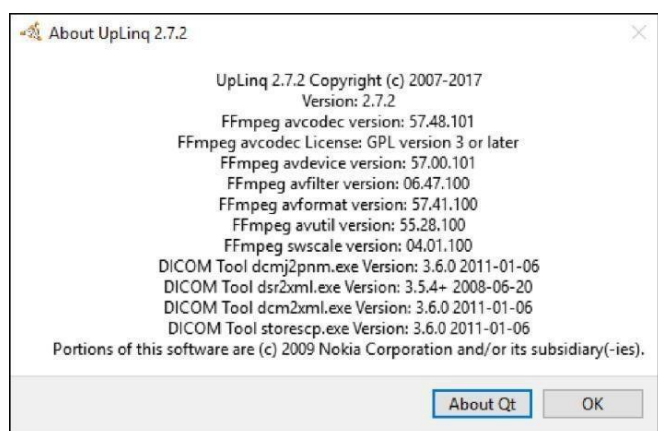 About UpLinq 2.7.2
UpLinq 2.7.2 Copyright (c) 2007-2017
Version: 2.7.2
FFmpeg avcodec version: 57.48.101
FFmpeg avcodec License: GPL version 3 or later
FFmpeg avdevice version: 57.00.101
FFmpeg avfilter version: 06.47.100
FFmpeg avformat version: 57.41.100
FFmpeg avutil version: 55.28.100
FFmpeg swscale version: 04.01.100
DICOM Tool dcmj2pnm.exe Version: 3.6.0 2011-01-06
DICOM Tool dsr2xml.exe Version: 3.5.4+ 2008-06-20
DICOM Tool dcm2xml.exe Version: 3.6.0 2011-01-06
DICOM Tool storescp.exe Version: 3.6.0 2011-01-06
Portions of this software are (c) 2009 Nokia Corporation and/or its subsidiary(-ies).
About Qt
OK